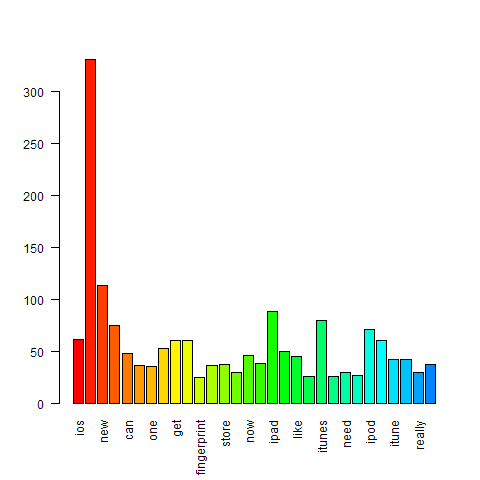 300
250
200
150
100
50
0
ios
new
can
one
get
fingerprint
store
now
ipad
like
itunes
need
ipod
itune
really